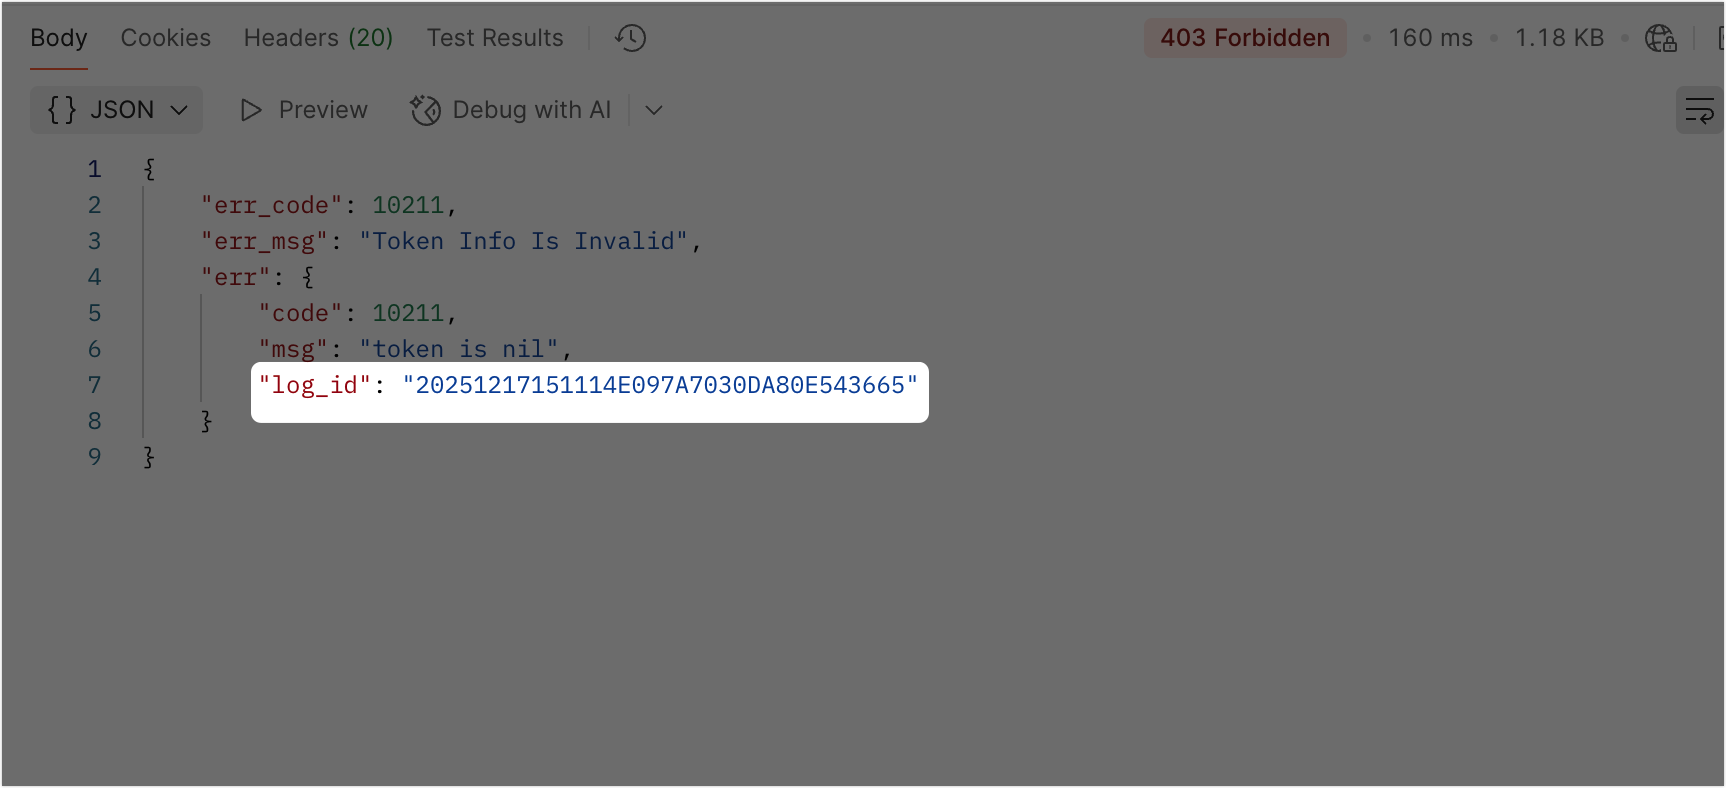 Body Cookies Headers (20) Test Results 403 Forbidden • 160 ms • 1.18 KB •
{} JSON Preview Debug with AI
1 {
2 "err_code": 10211,
3 "err_msg": "Token Info Is Invalid",
4 "err": {
5 "code": 10211,
6 "msg": "token is nil",
7 "log_id": "20251217151114E097A7030DA80E543665"
8 }
9 }